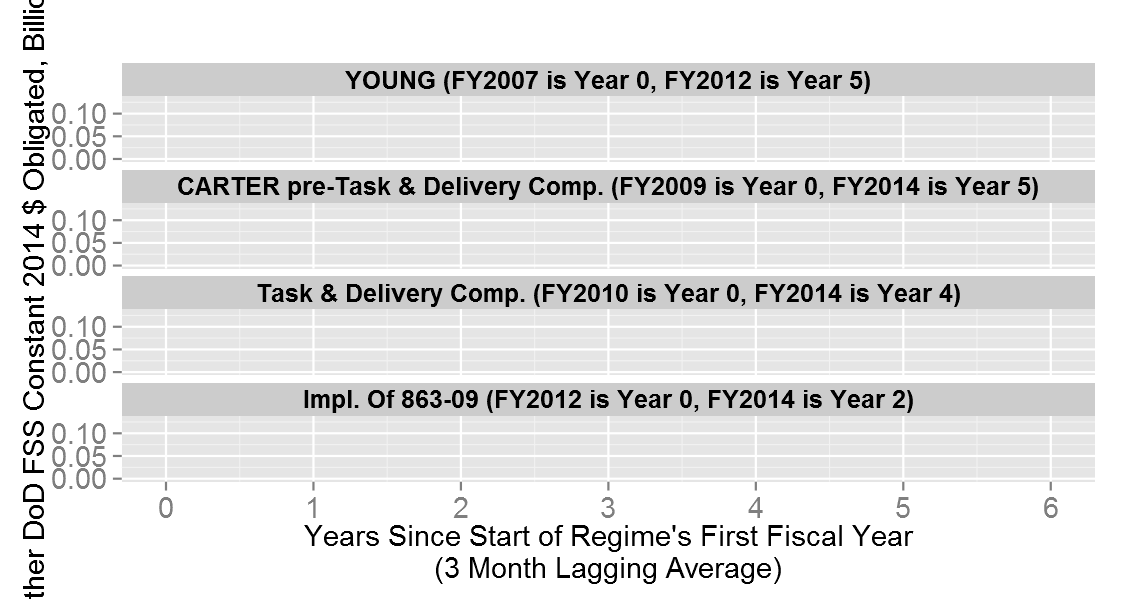 ther DoD FSS Constant 2014 $ Obligated, Billio
YOUNG (FY2007 is Year 0, FY2012 is Year 5)
0.10
0.05
0.00
CARTER pre-Task & Delivery Comp. (FY2009 is Year 0, FY2014 is Year 5)
0.10
0.05
0.00
Task & Delivery Comp. (FY2010 is Year 0, FY2014 is Year 4)
0.10
0.05
0.00
Impl. Of 863-09 (FY2012 is Year 0, FY2014 is Year 2)
0.10
0.05
0.00
0 1 2 3 4 5 6
Years Since Start of Regime's First Fiscal Year
(3 Month Lagging Average)